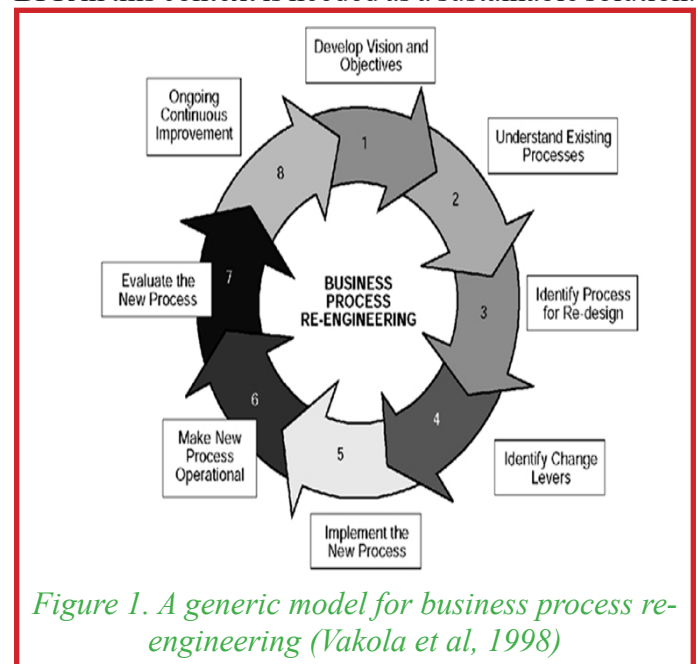 Develop Vision and
Objectives
Ongoing
Continuous
Improvement
Understand Existing
Processes
1
8
2
Evaluate the
New Process
7
BUSINESS
PROCESS
RE-ENGINEERING
3
Identify Process
for Re-design
6
4
Make New
Process
Operational
5
Identify Change
Levers
Implement the
New Process
Figure 1. A generic model for business process re-
engineering (Vakola et al, 1998)